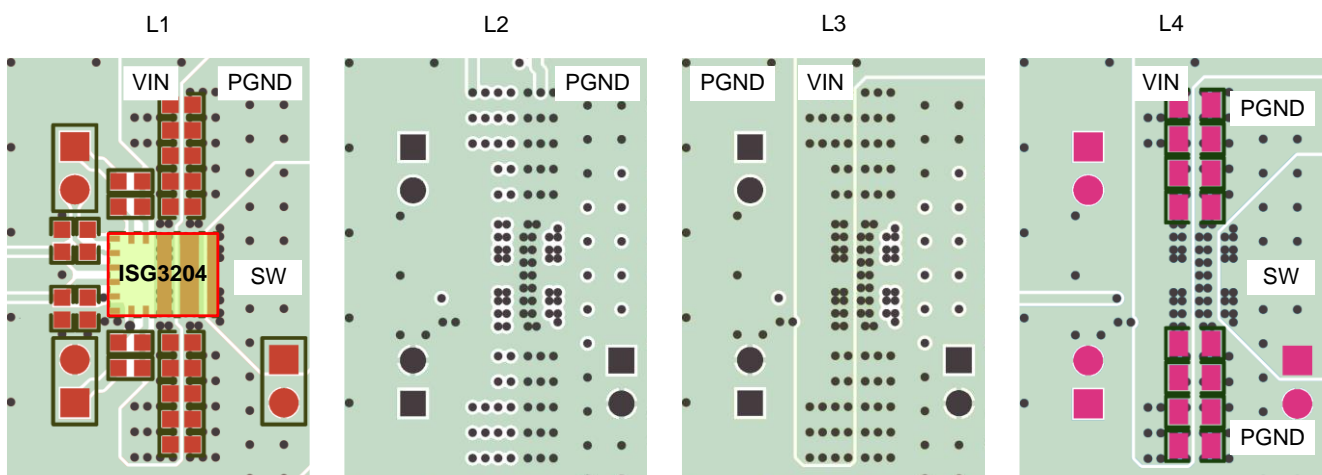 L1
L2
L3
L4
VIN PGND
PGND
PGND VIN
VIN
PGND
ISG3204
SW
SW
PGND